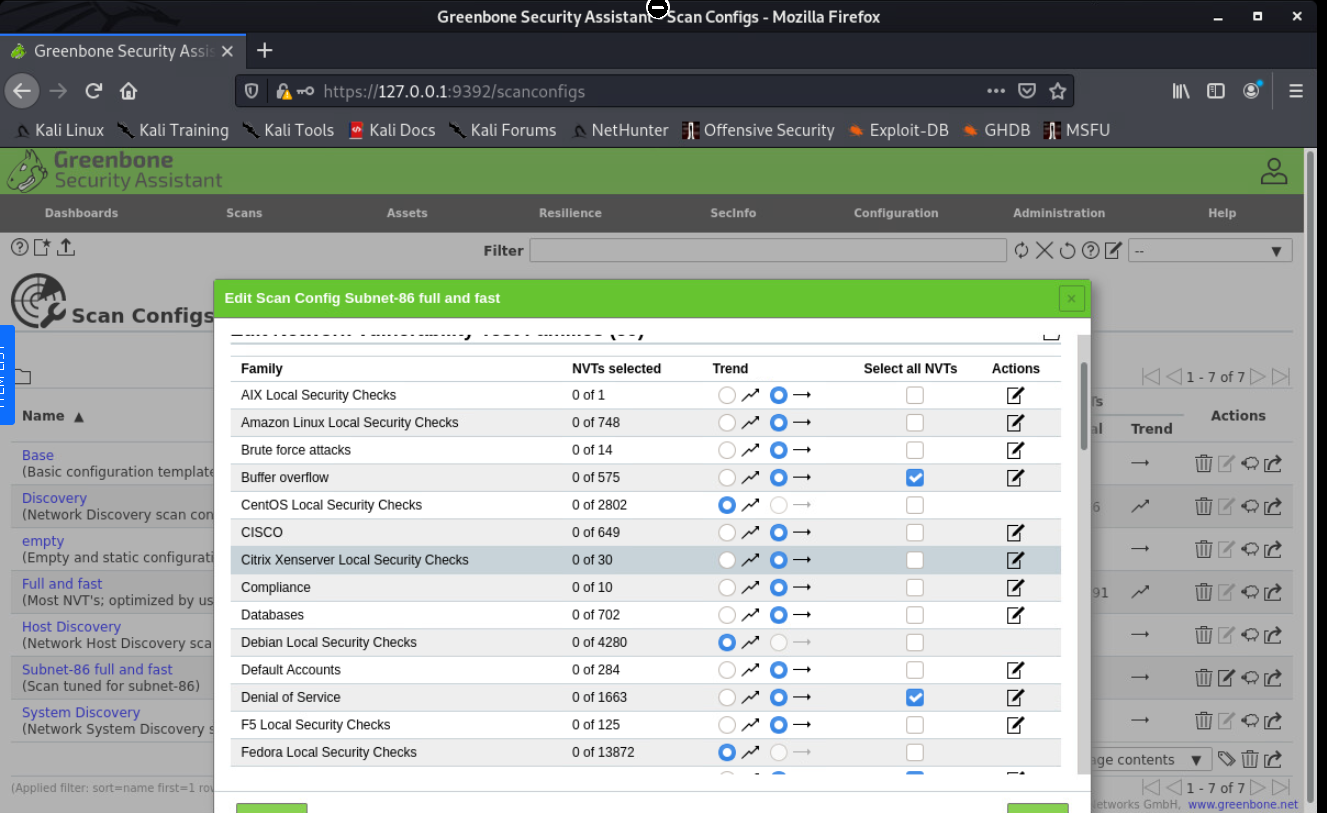 Greenbone Security Assistant - Scan Configs - Mozilla Firefox
Greenbone Security Assis
https://127.0.0.1:9392/scanconfigs
Kali Linux Kali Training Kali Tools Kali Docs Kali Forums NetHunter Offensive Security Exploit-DB GHDB MSFU
Greenbone
Security Assistant
Dashboards Scans Assets Resilience SecInfo Configuration Administration Help
Filter --
Edit Scan Config Subnet-86 full and fast
Scan Configs
Family NVTs selected Trend Select all NVTs Actions
AIX Local Security Checks 0 of 1
Amazon Linux Local Security Checks 0 of 748
Brute force attacks 0 of 14
Buffer overflow 0 of 575
CentOS Local Security Checks 0 of 2802
CISCO 0 of 649
Citrix Xenserver Local Security Checks 0 of 30
Compliance 0 of 10
Databases 0 of 702
Debian Local Security Checks 0 of 4280
Default Accounts 0 of 284
Denial of Service 0 of 1663
F5 Local Security Checks 0 of 125
Fedora Local Security Checks 0 of 13872
1 - 7 of 7
Name ▲
Trend Actions
Base
(Basic configuration template
Discovery
(Network Discovery scan con
6
empty
(Empty and static configurati
Full and fast
(Most NVT's; optimized by us
91
Host Discovery
(Network Host Discovery sca
Subnet-86 full and fast
(Scan tuned for subnet-86)
System Discovery
(Network System Discovery s
age contents ▼
(Applied filter: sort=name first=1 rov
1 - 7 of 7
etworks GmbH, www.greenbone.net